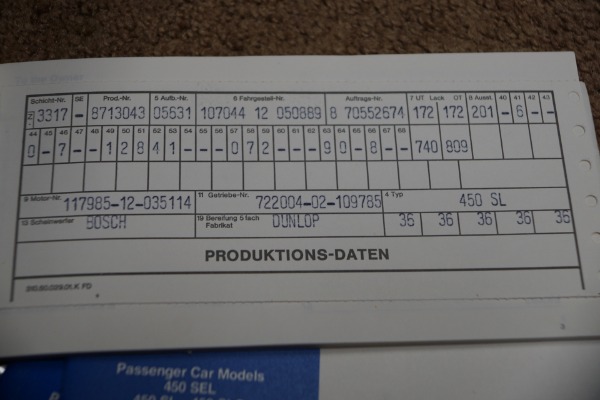 Schicht-Nr. SE Prod.-Nr. 5 Aufb.-Nr. 6 Fahrgestell-Nr. Auftrags-Nr. 7 UT Lack OT 8 Ausst. 40 41 42 43
3317 - 8713043 05631 107044 12 050889 8 70552674 172 172 201 - 6 - -
44 45 46 47 48 49 50 51 52 53 54 55 56 57 58 59 60 61 62 63 64 65 66 67 68
0 - 7 - - 1 2 8 4 1 - - - 0 7 2 - - - 9 0 - 8 - - 740 809
9 Motor-Nr. 117985-12-035114 11 Getriebe-Nr. 722004-02-109785 4 Typ 450 SL
13 Scheinwerfer BOSCH 19 Bereifung 5 fach Fabrikat DUNLOP 36 36 36 36 36
PRODUKTIONS-DATEN
Passenger Car Models
450 SEL